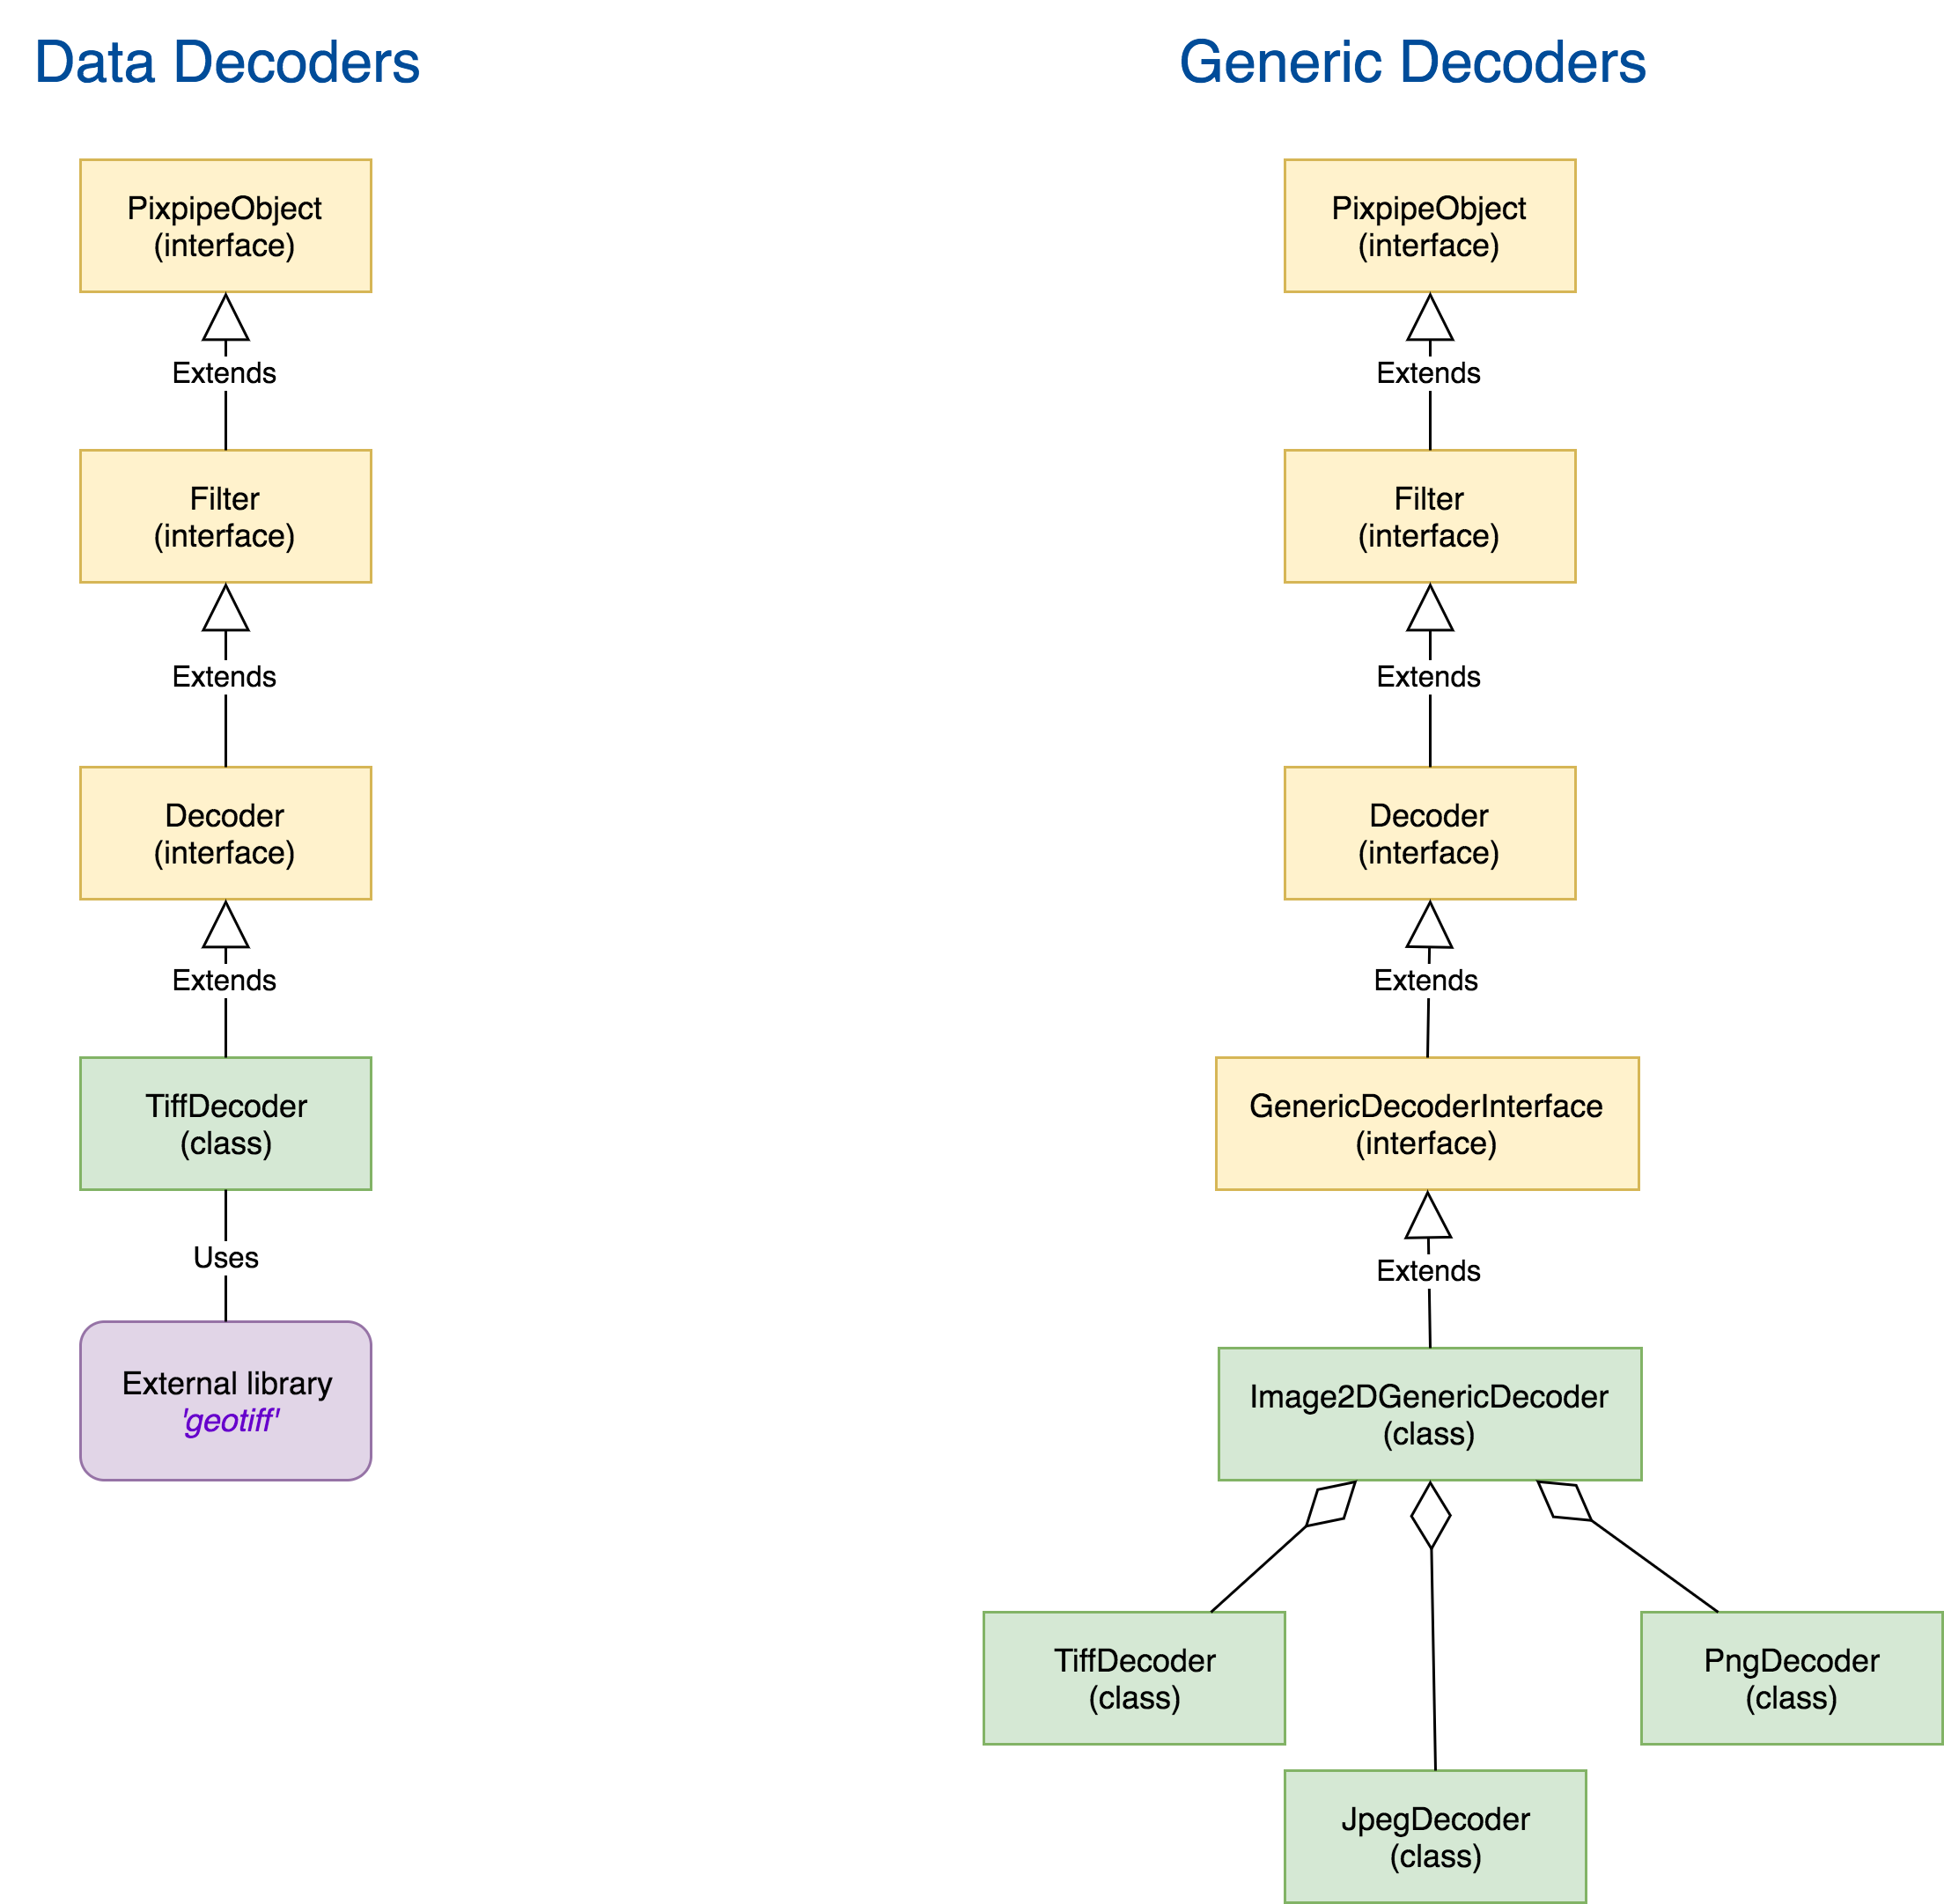 Data Decoders
PixpipeObject
(interface)
Extends
Filter
(interface)
Extends
Decoder
(interface)
Extends
TiffDecoder
(class)
Uses
External library
'geotiff'
Generic Decoders
PixpipeObject
(interface)
Extends
Filter
(interface)
Extends
Decoder
(interface)
Extends
GenericDecoderInterface
(interface)
Extends
Image2DGenericDecoder
(class)
TiffDecoder
(class)
PngDecoder
(class)
JpegDecoder
(class)